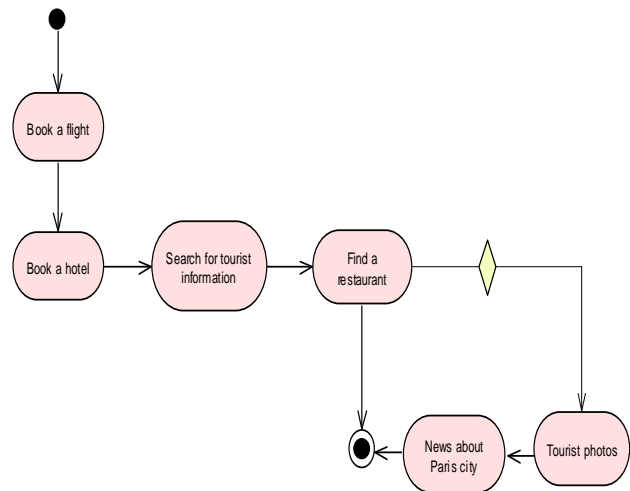 Book a flight
Book a hotel
Search for tourist
information
Find a
restaurant
News about
Paris city
Tourist photos